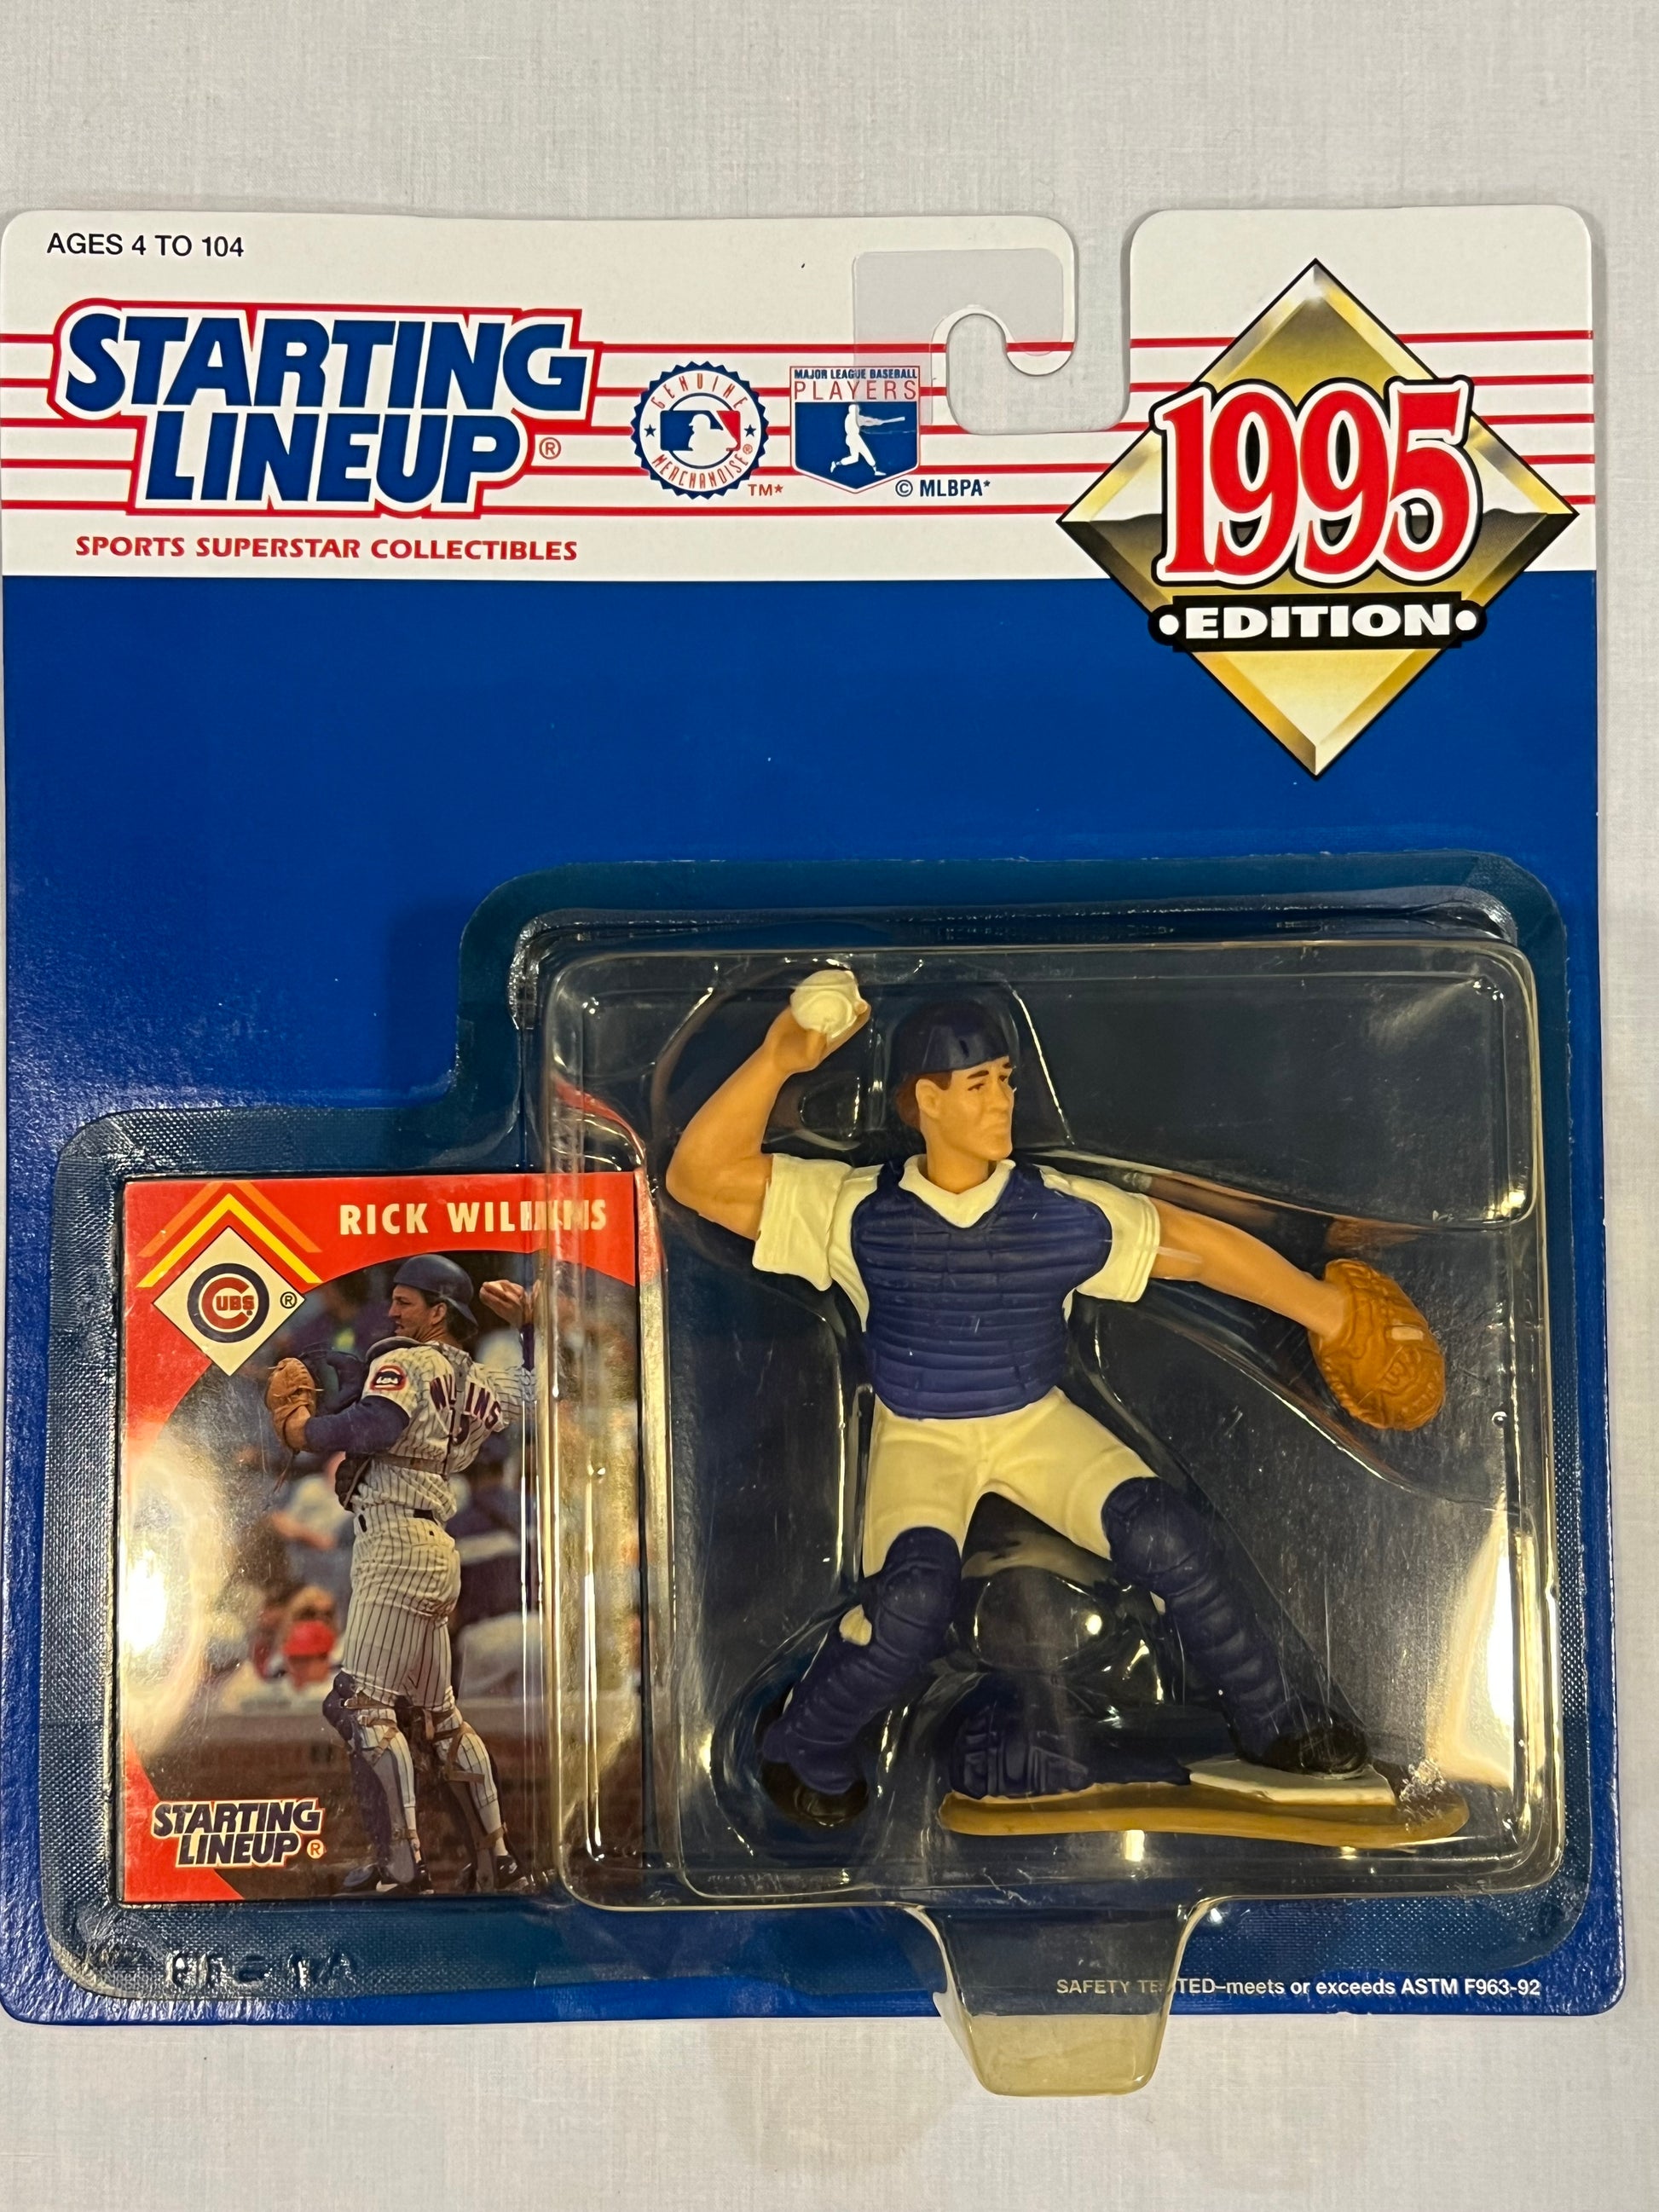 AGES 4 TO 104
STARTING
LINEUP®
SPORTS SUPERSTAR COLLECTIBLES
GENUINE
MERCHANDISE®
TM*
MAJOR LEAGUE BASEBALL
PLAYERS
© MLBPA*
1995
•EDITION•
RICK WILKINS
CUBS®
STARTING
LINEUP®
SAFETY TESTED–meets or exceeds ASTM F963-92